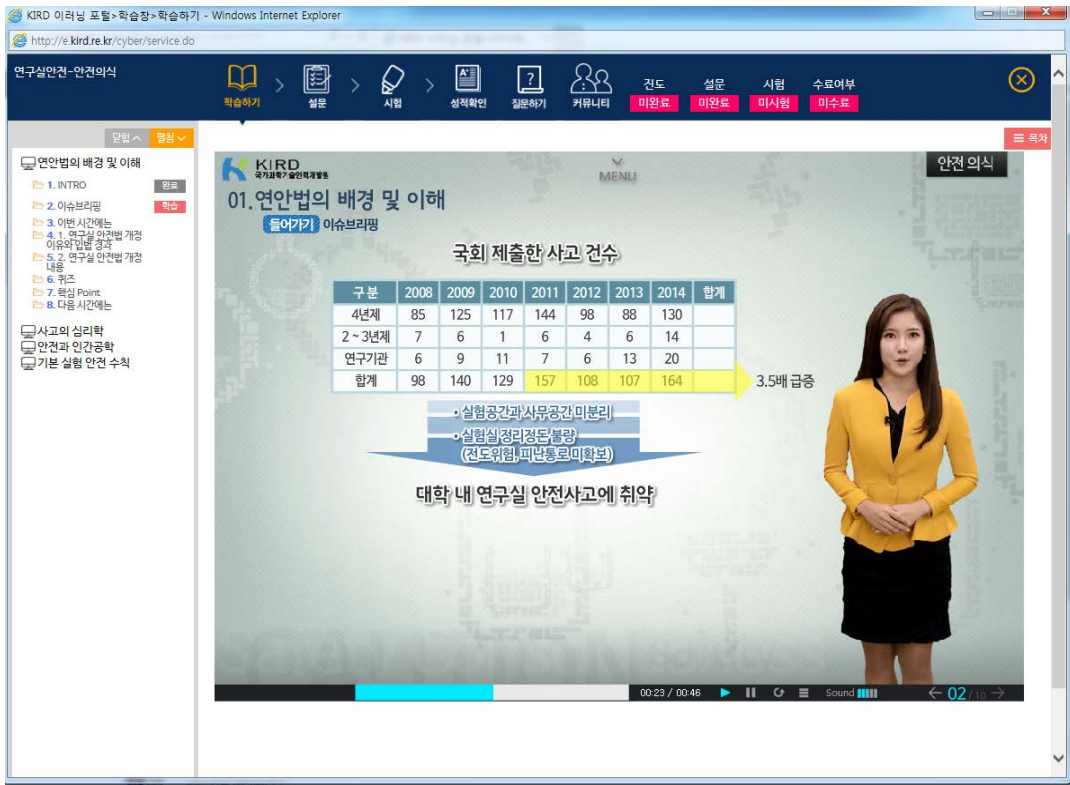 KIRD 이러닝 포털>학습창>학습하기 - Windows Internet Explorer
http://e.kird.re.kr/cyber/service.do
연구실안전-안전의식
학습하기 > 설문 > 시험 > 성적확인 질문하기 커뮤니티
진도 설문 시험 수료여부
미완료 미완료 미시험 미수료
닫힘 펼침
목차
연안법의 배경 및 이해
1. INTRO 완료
2. 이슈브리핑 학습
3. 이번 시간에는
4. 1. 연구실 안전법 개정
이유와 입법 경과
5. 2. 연구실 안전법 개정
내용
6. 퀴즈
7. 핵심 Point
8. 다음 시간에는
사고의 심리학
안전과 인간공학
기본 실험 안전 수칙
KIRD
국가과학기술인력개발원
MENU
안전 의식
01.연안법의 배경 및 이해
들어가기 이슈브리핑
국회 제출한 사고 건수
구분 2008 2009 2010 2011 2012 2013 2014 합계
4년제 85 125 117 144 98 88 130
2 ~ 3년제 7 6 1 6 4 6 14
연구기관 6 9 11 7 6 13 20
합계 98 140 129 157 108 107 164
3.5배 급증
• 실험공간과 사무공간 미분리
• 실험실 정리정돈 불량
(전도위험, 피난통로 미확보)
대학 내 연구실 안전사고에 취약
00:23 / 00:46 Sound 02 / 10